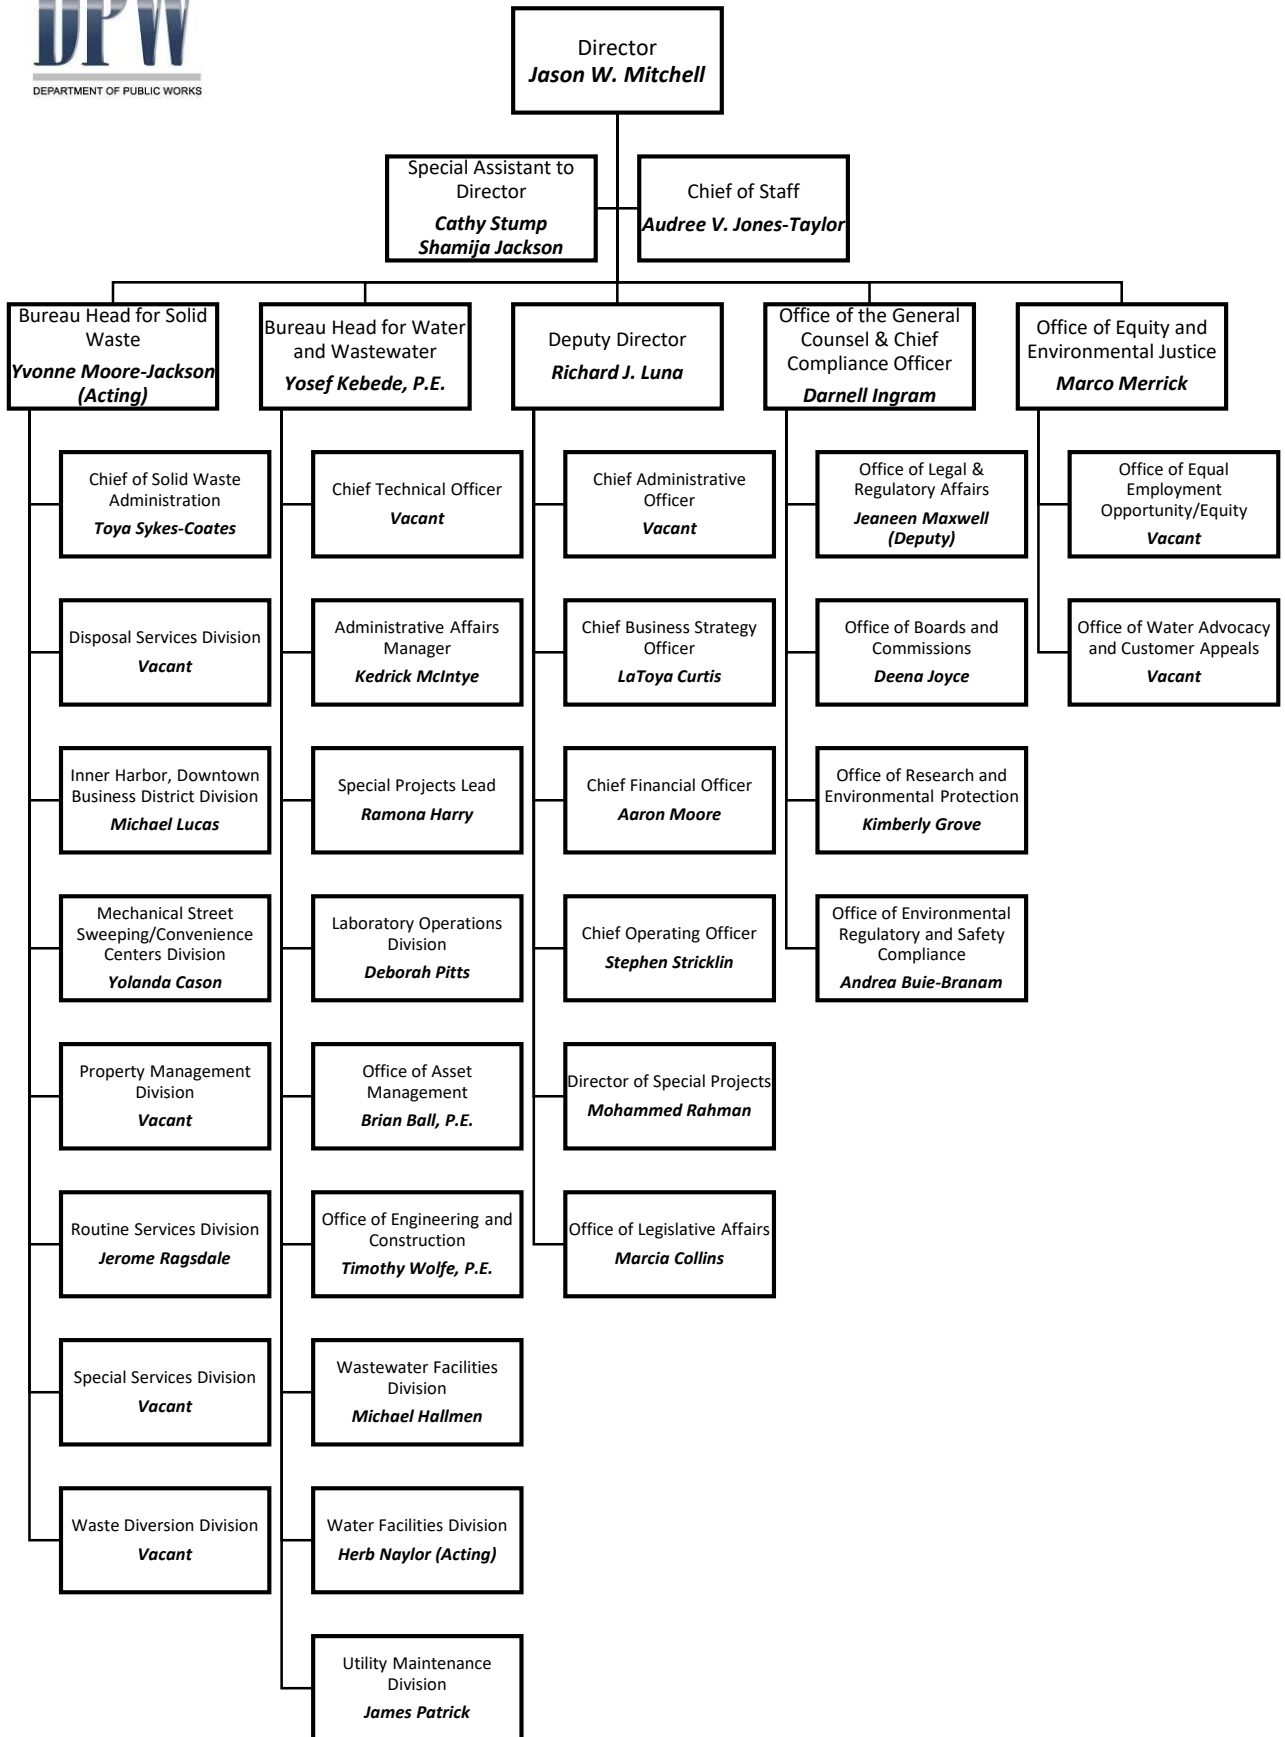 DPW
DEPARTMENT OF PUBLIC WORKS
Director
Jason W. Mitchell
Special Assistant to
Director
Cathy Stump
Shamija Jackson
Chief of Staff
Audree V. Jones-Taylor
Bureau Head for Solid
Waste
Yvonne Moore-Jackson
(Acting)
Bureau Head for Water
and Wastewater
Yosef Kebede, P.E.
Deputy Director
Richard J. Luna
Office of the General
Counsel & Chief
Compliance Officer
Darnell Ingram
Office of Equity and
Environmental Justice
Marco Merrick
Chief of Solid Waste
Administration
Toya Sykes-Coates
Disposal Services Division
Vacant
Inner Harbor, Downtown
Business District Division
Michael Lucas
Mechanical Street
Sweeping/Convenience
Centers Division
Yolanda Cason
Property Management
Division
Vacant
Routine Services Division
Jerome Ragsdale
Special Services Division
Vacant
Waste Diversion Division
Vacant
Chief Technical Officer
Vacant
Administrative Affairs
Manager
Kedrick McIntye
Special Projects Lead
Ramona Harry
Laboratory Operations
Division
Deborah Pitts
Office of Asset
Management
Brian Ball, P.E.
Office of Engineering and
Construction
Timothy Wolfe, P.E.
Wastewater Facilities
Division
Michael Hallmen
Water Facilities Division
Herb Naylor (Acting)
Utility Maintenance
Division
James Patrick
Chief Administrative
Officer
Vacant
Chief Business Strategy
Officer
LaToya Curtis
Chief Financial Officer
Aaron Moore
Chief Operating Officer
Stephen Stricklin
Director of Special Projects
Mohammed Rahman
Office of Legislative Affairs
Marcia Collins
Office of Legal &
Regulatory Affairs
Jeaneen Maxwell
(Deputy)
Office of Boards and
Commissions
Deena Joyce
Office of Research and
Environmental Protection
Kimberly Grove
Office of Environmental
Regulatory and Safety
Compliance
Andrea Buie-Branam
Office of Equal
Employment
Opportunity/Equity
Vacant
Office of Water Advocacy
and Customer Appeals
Vacant